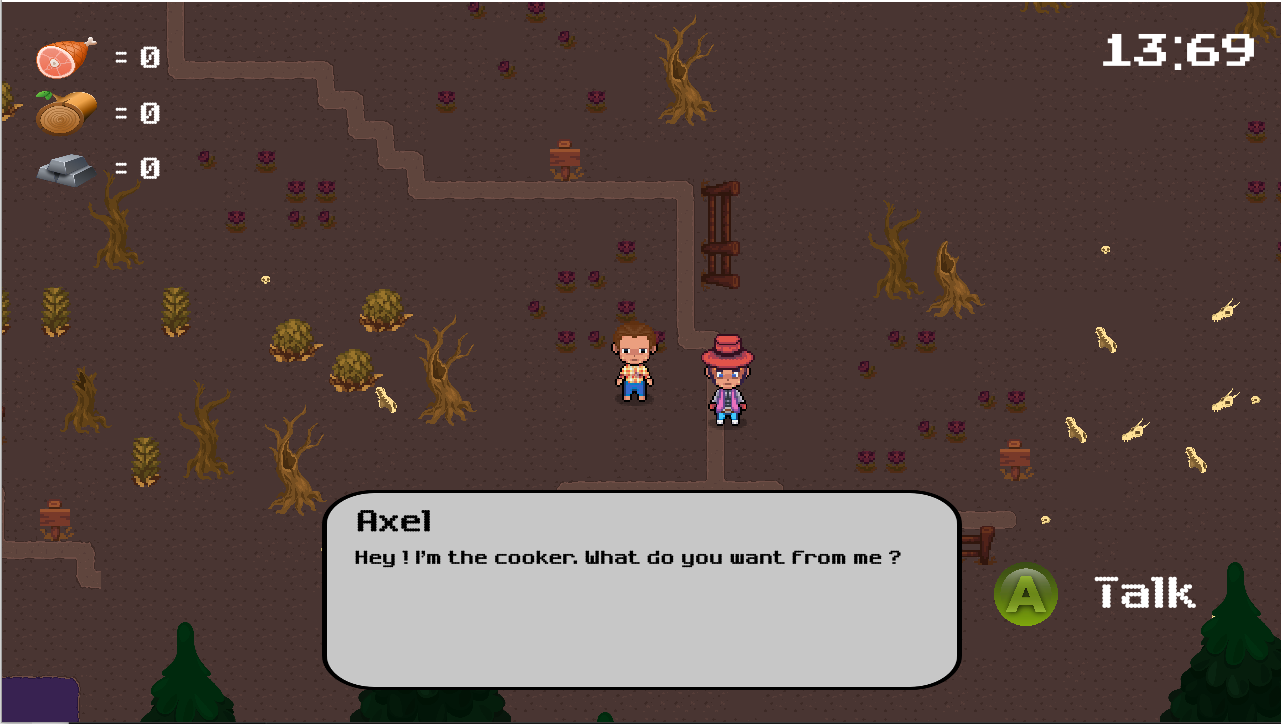 = 0
13:69
= 0
= 0
Axel
Hey ! I'm the cooker. What do you want from me ?
A Talk